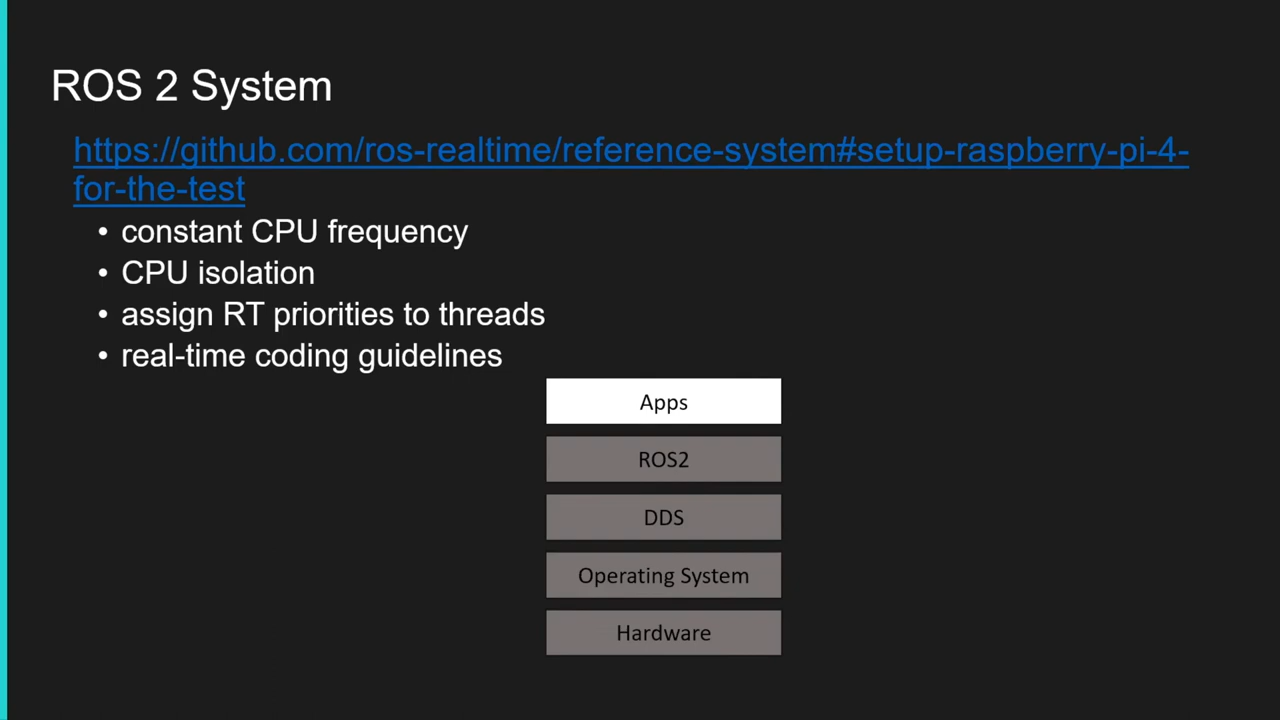 ROS 2 System
https://github.com/ros-realtime/reference-system#setup-raspberry-pi-4-
for-the-test
• constant CPU frequency
• CPU isolation
• assign RT priorities to threads
• real-time coding guidelines
Apps
ROS2
DDS
Operating System
Hardware